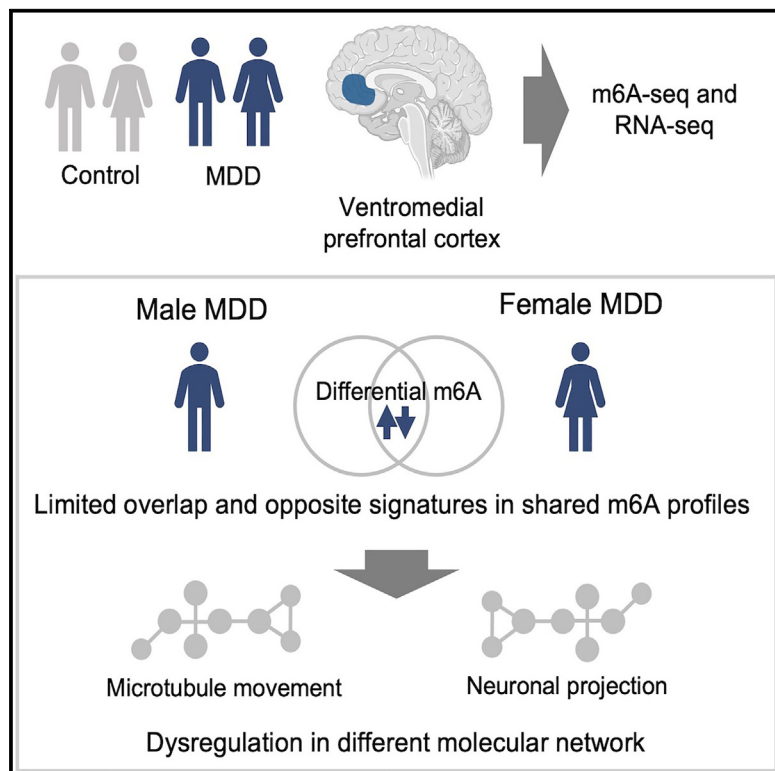 Control
MDD
Ventromedial
prefrontal cortex
m6A-seq and
RNA-seq
Male MDD
Female MDD
Differential m6A
Limited overlap and opposite signatures in shared m6A profiles
Microtubule movement
Neuronal projection
Dysregulation in different molecular network